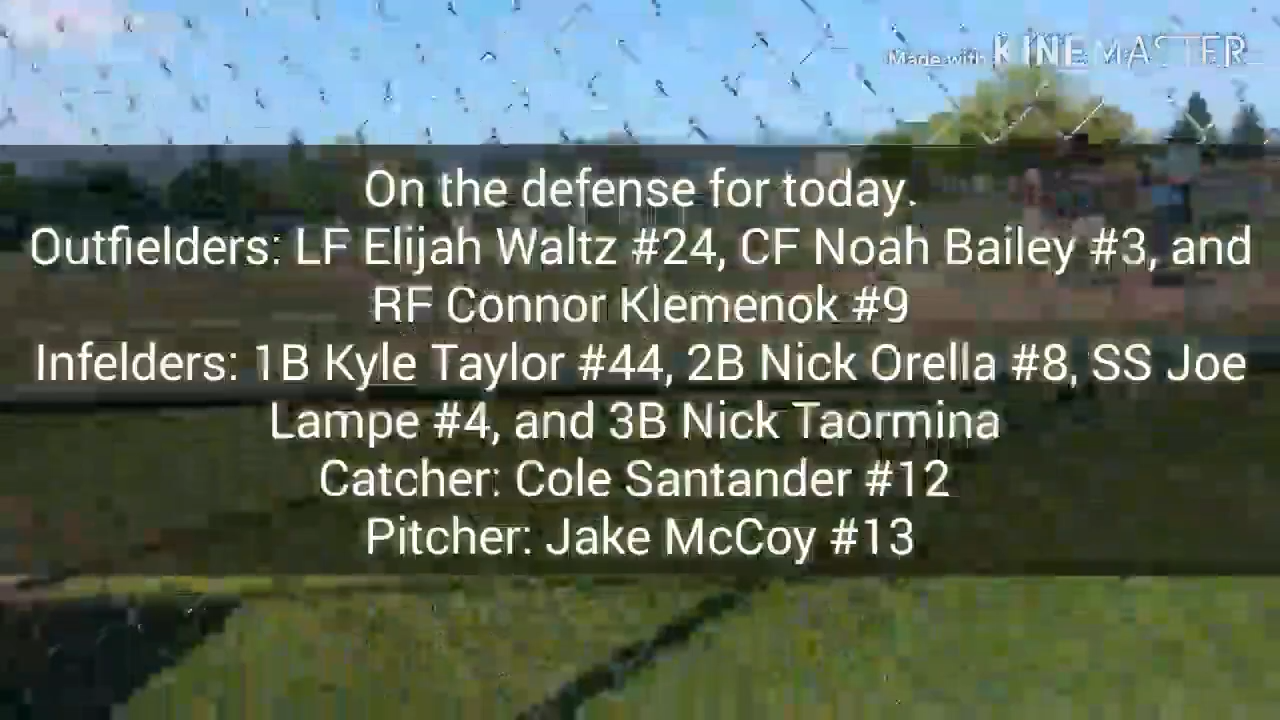 Made with KINEMASTER
On the defense for today.
Outfielders: LF Elijah Waltz #24, CF Noah Bailey #3, and
RF Connor Klemenok #9
Infelders: 1B Kyle Taylor #44, 2B Nick Orella #8, SS Joe
Lampe #4, and 3B Nick Taormina
Catcher: Cole Santander #12
Pitcher: Jake McCoy #13